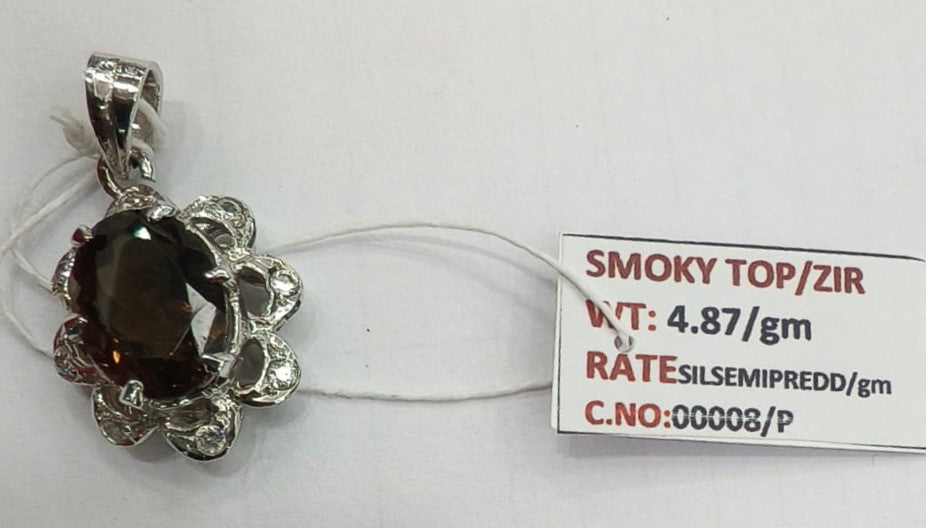 SMOKY TOP/ZIR
WT: 4.87/gm
RATESILSEMIPREDD/gm
C.NO:00008/P